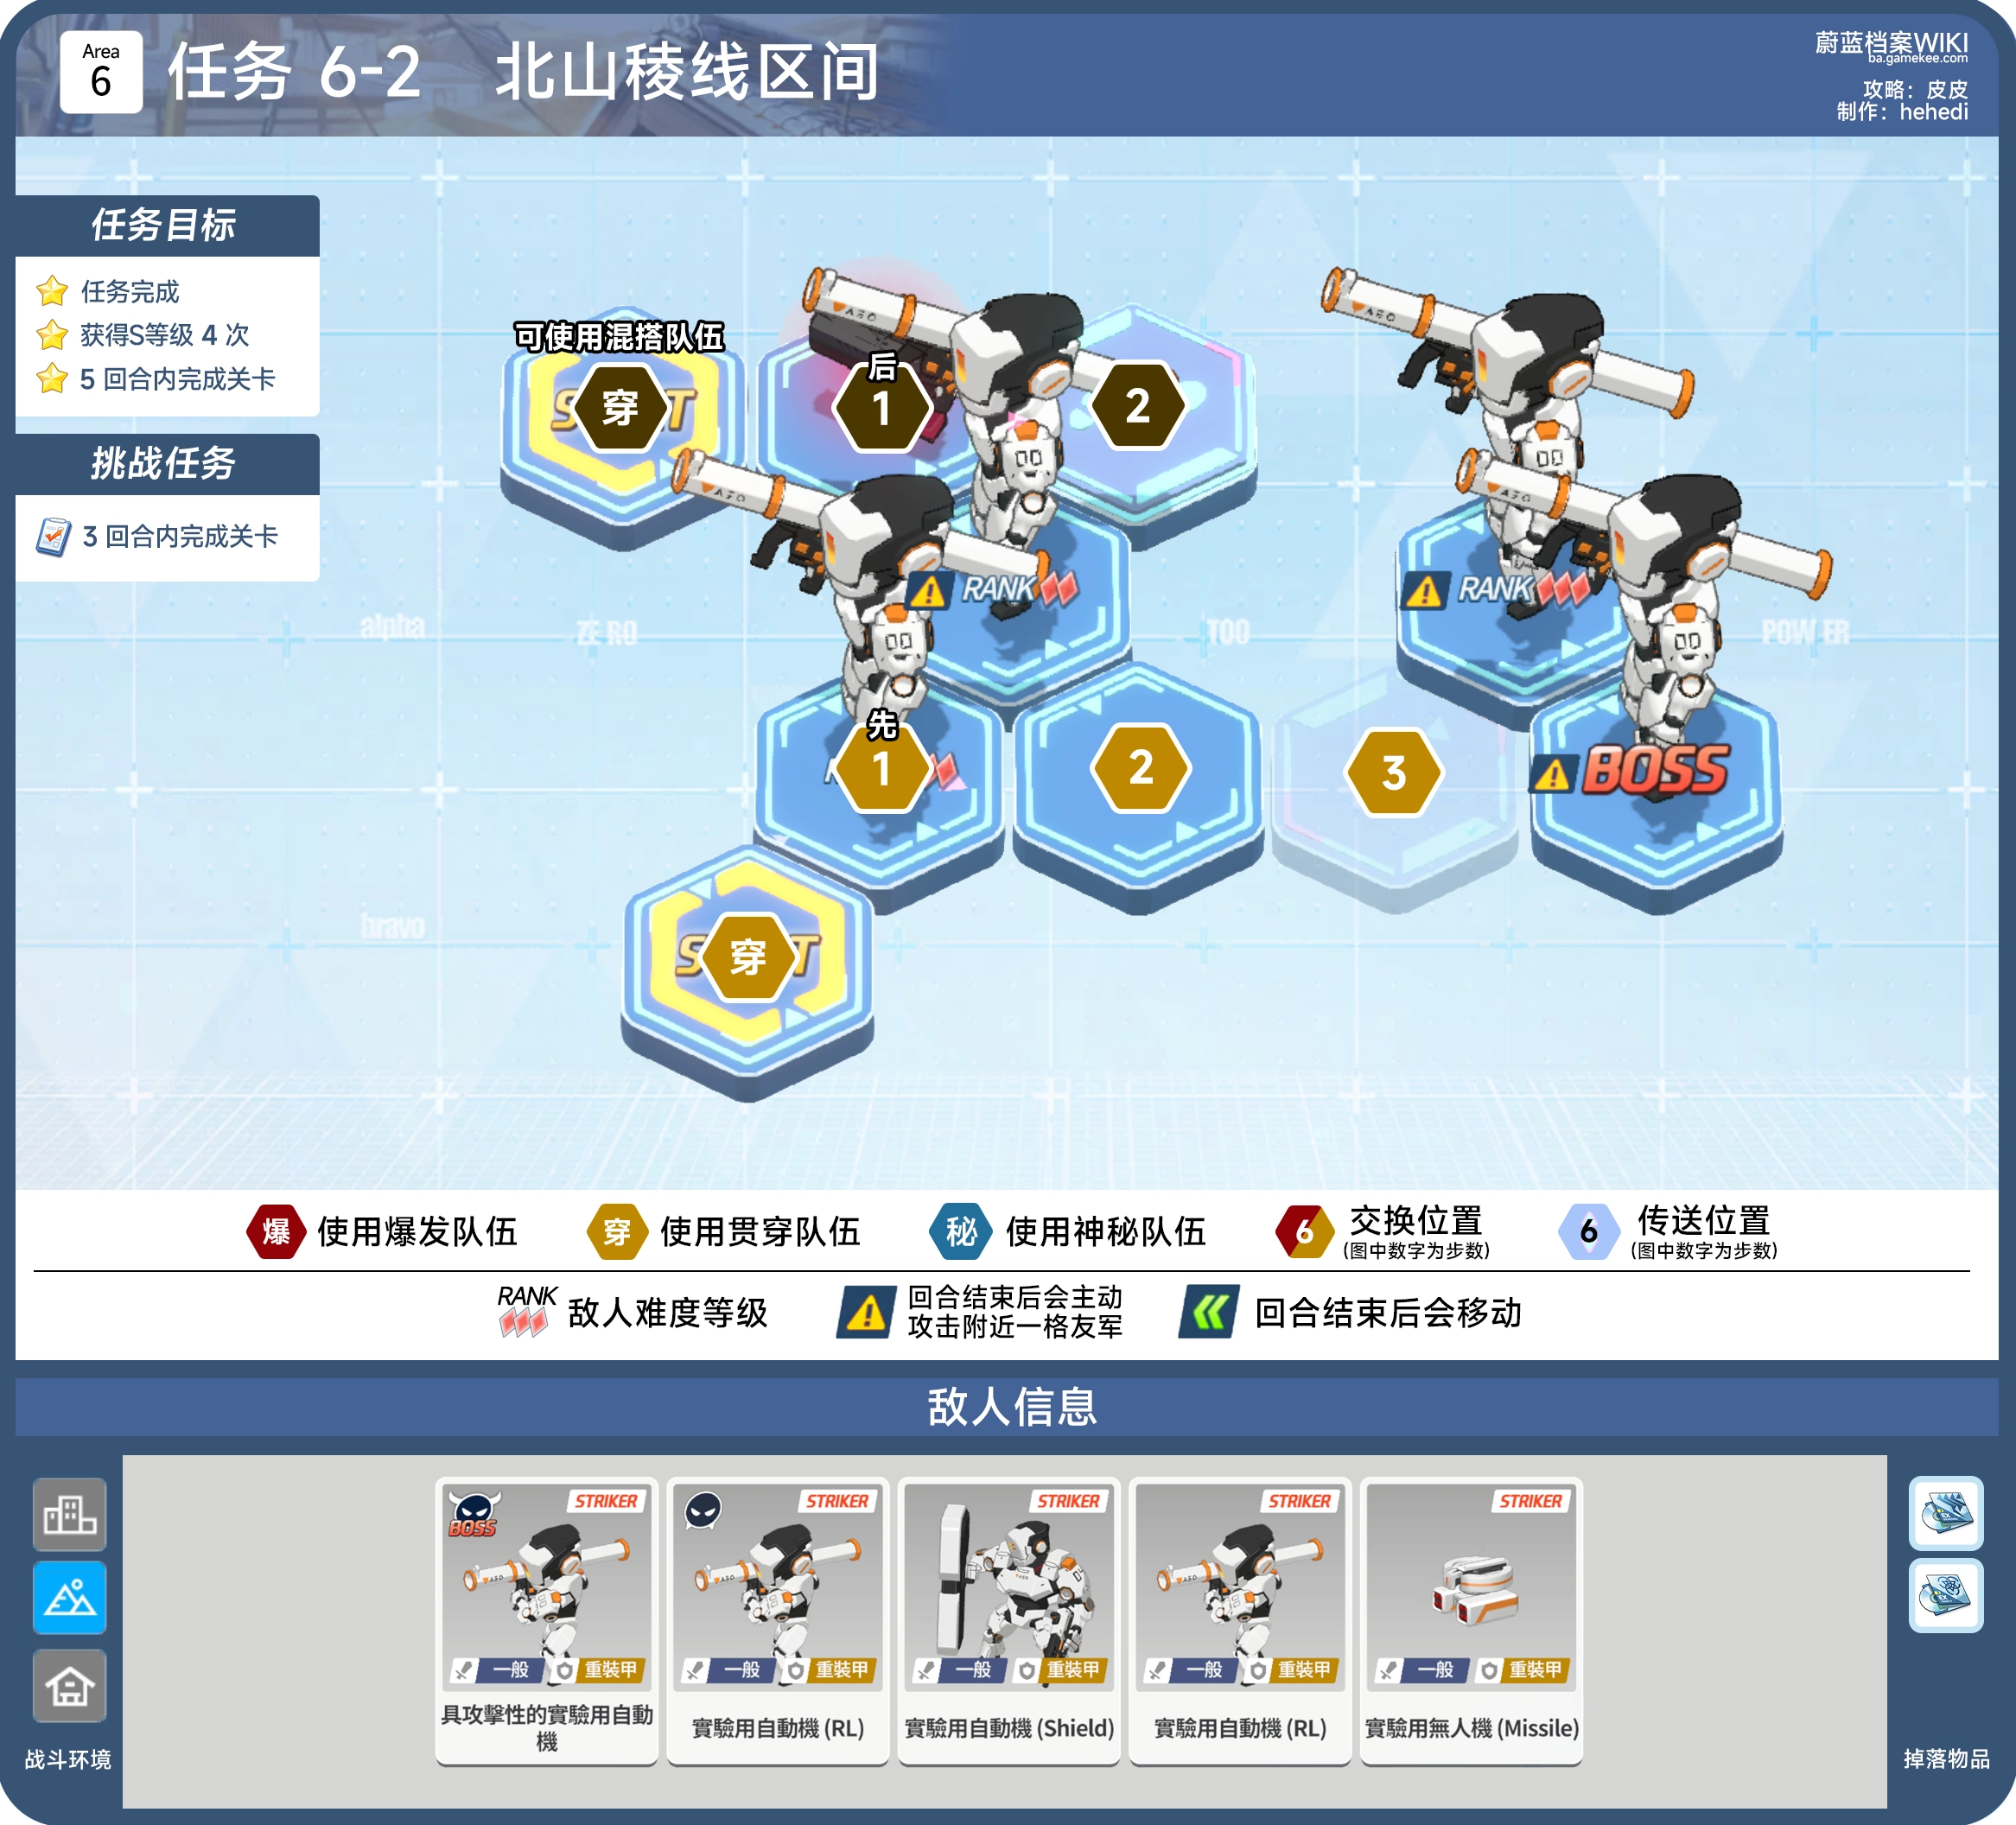 Area
6
任务 6-2 北山稜线区间
蔚蓝档案WIKI
ba.gamekee.com
攻略：皮皮
制作：hehedi
任务目标
任务完成
获得S等级 4 次
5 回合内完成关卡
挑战任务
3 回合内完成关卡
可使用混搭队伍
穿
后
1
2
RANK
RANK
alpha
ZERO
TOO
POWER
先
1
2
3
BOSS
bravo
穿
爆 使用爆发队伍
穿 使用贯穿队伍
秘 使用神秘队伍
6 交换位置
(图中数字为步数)
6 传送位置
(图中数字为步数)
RANK 敌人难度等级
回合结束后会主动
攻击附近一格友军
回合结束后会移动
敌人信息
战斗环境
BOSS STRIKER
一般 重裝甲
具攻擊性的實驗用自動
機
STRIKER
一般 重裝甲
實驗用自動機 (RL)
STRIKER
一般 重裝甲
實驗用自動機 (Shield)
STRIKER
一般 重裝甲
實驗用自動機 (RL)
STRIKER
一般 重裝甲
實驗用無人機 (Missile)
掉落物品